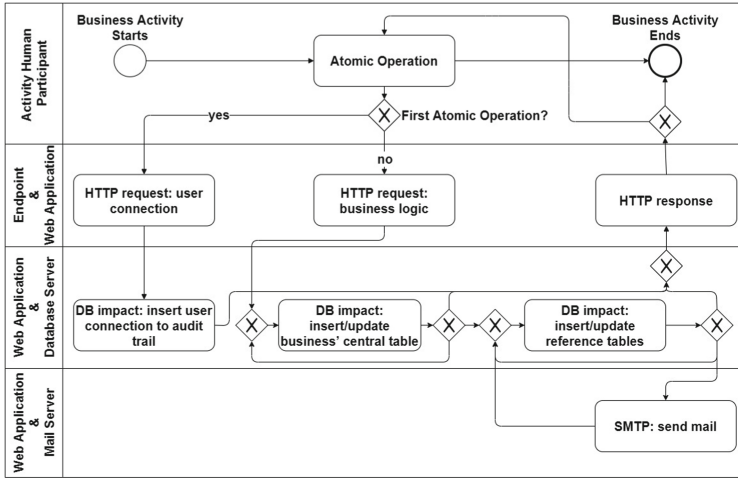 Activity Human
Participant
Business Activity
Starts
Atomic Operation
Business Activity
Ends
yes
First Atomic Operation?
no
Endpoint
&
Web Application
HTTP request: user
connection
HTTP request:
business logic
HTTP response
Web Application
&
Database Server
DB impact: insert user
connection to audit
trail
DB impact:
insert/update
business' central table
DB impact:
insert/update
reference tables
Web Application
&
Mail Server
SMTP: send mail